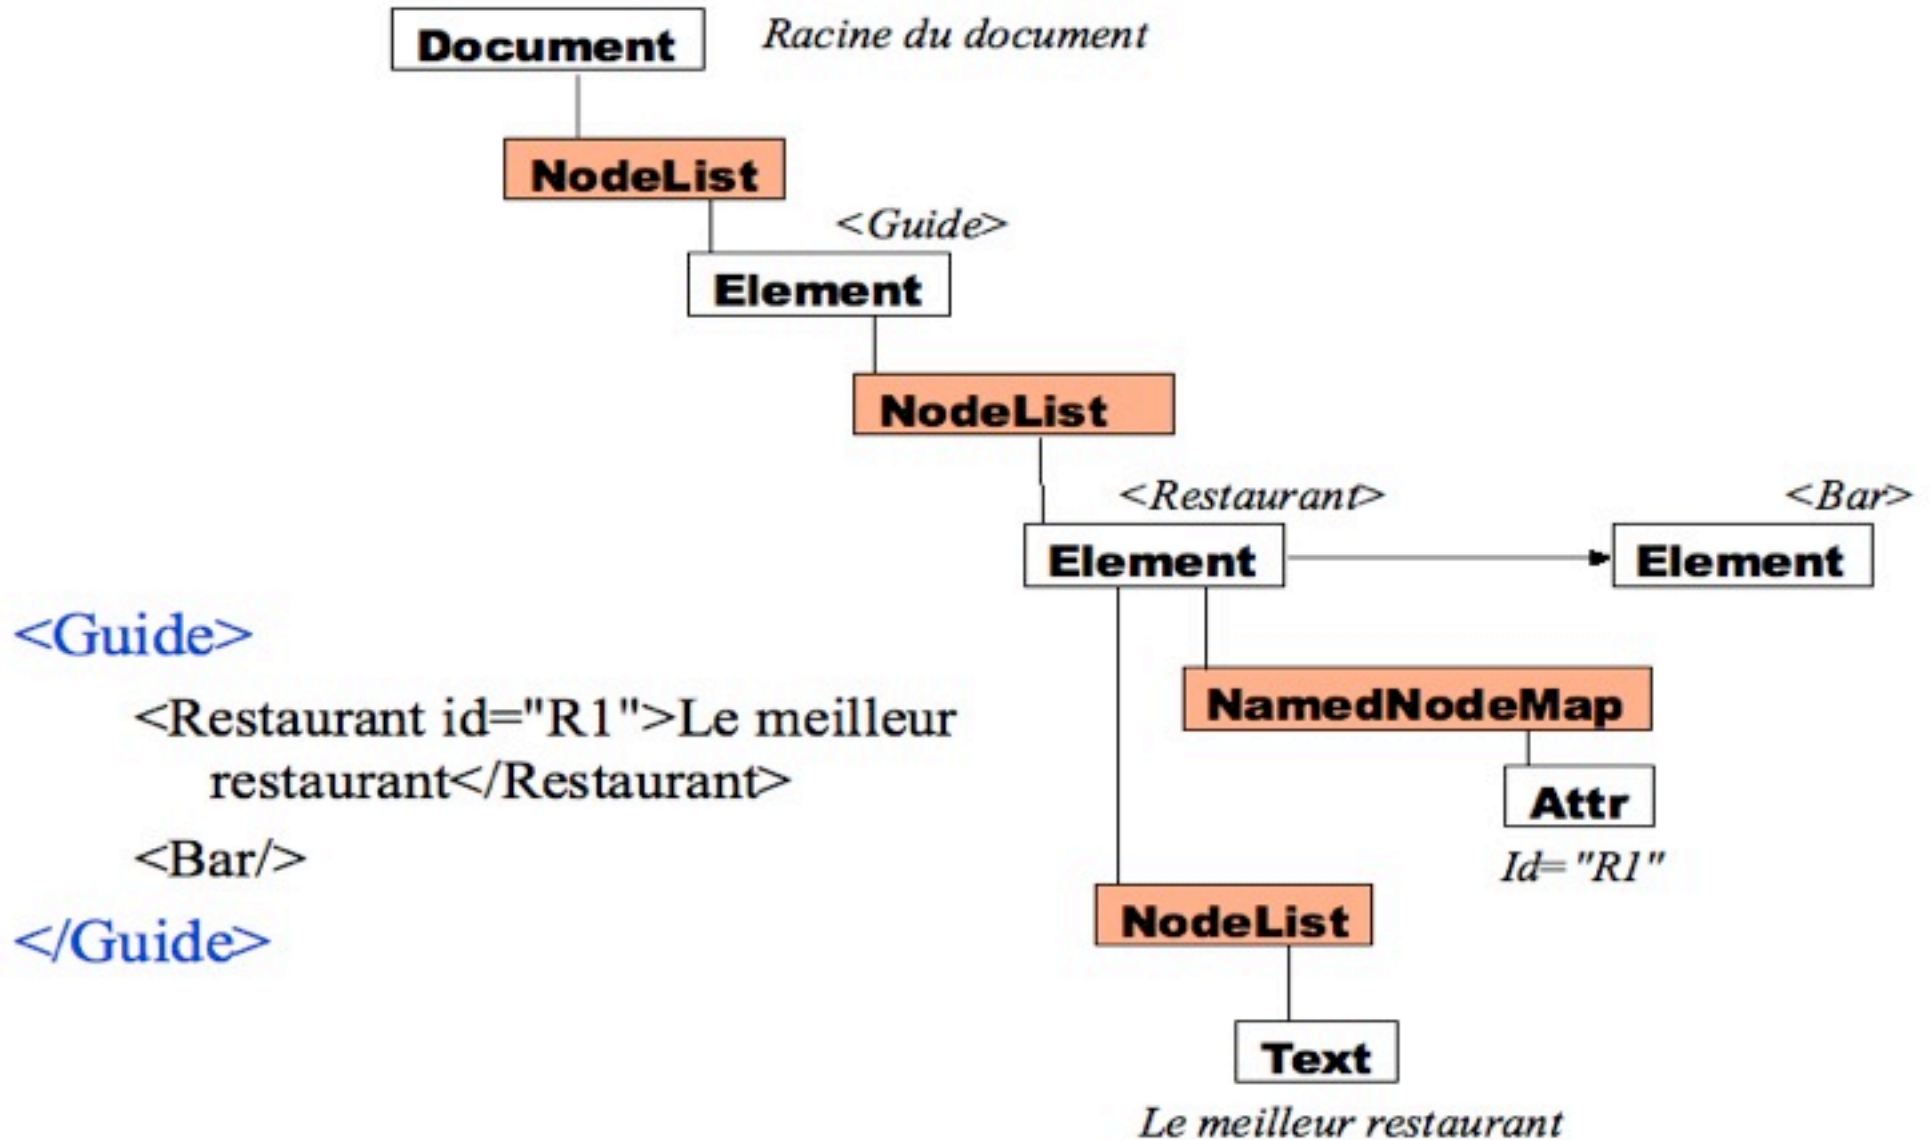 Document
Racine du document
NodeList
<Guide>
Element
NodeList
<Restaurant>
<Bar>
Element
Element
NamedNodeMap
Attr
Id="R1"
NodeList
Text
Le meilleur restaurant
<Guide>
<Restaurant id="R1">Le meilleur
restaurant</Restaurant>
<Bar/>
</Guide>